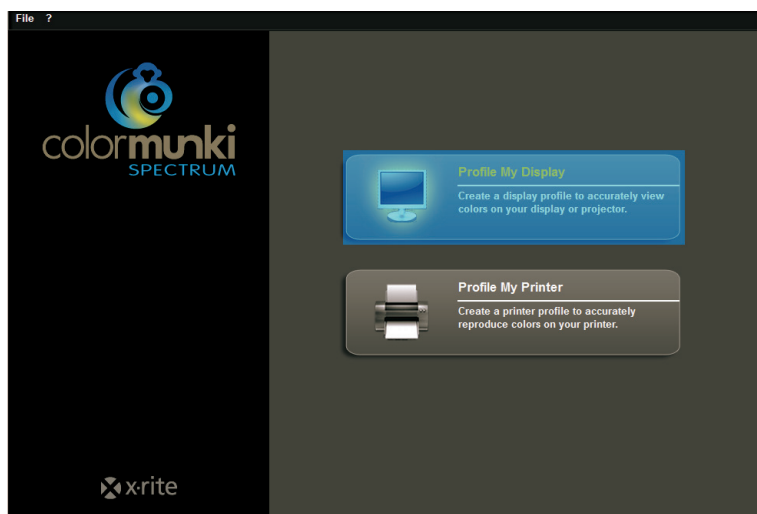 File ?
colormunki
SPECTRUM
Profile My Display
Create a display profile to accurately view
colors on your display or projector.
Profile My Printer
Create a printer profile to accurately
reproduce colors on your printer.
x·rite